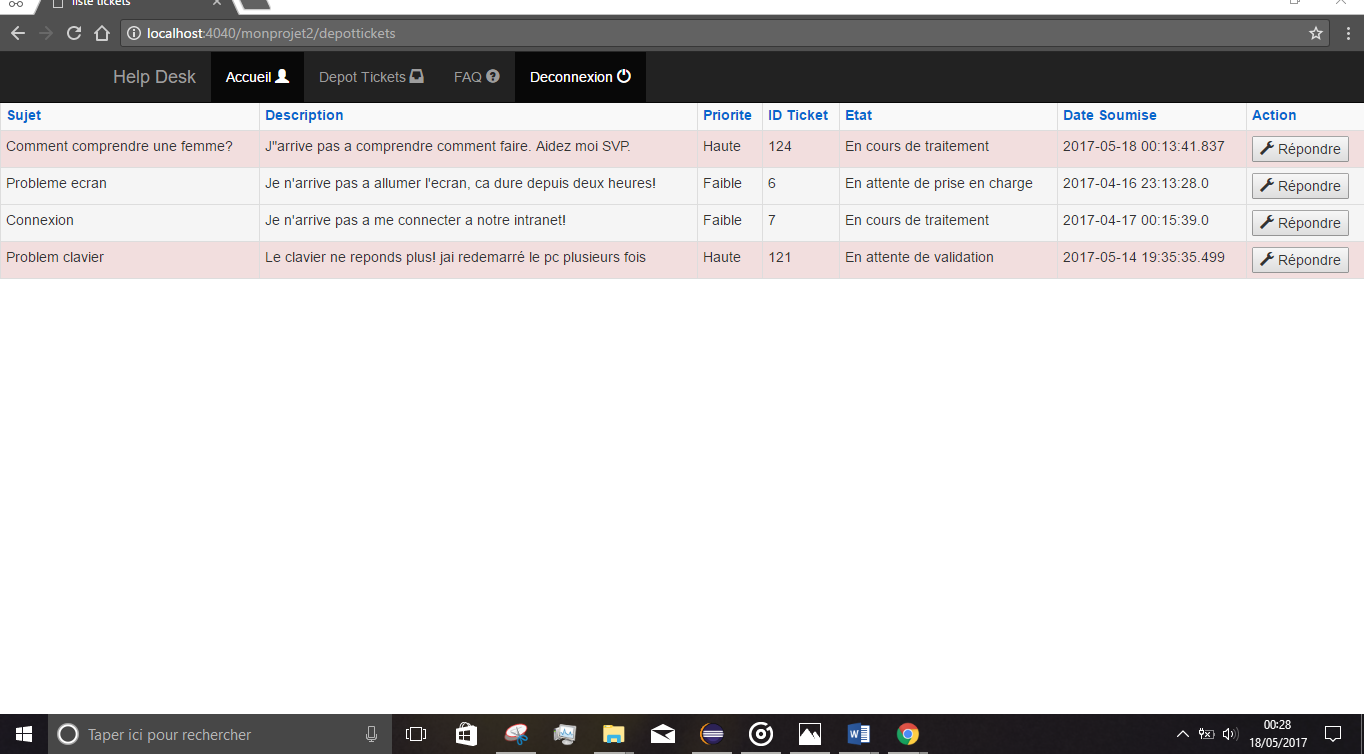 liste tickets
localhost:4040/monprojet2/depottickets
Help Desk Accueil Depot Tickets FAQ Deconnexion
Sujet Description Priorite ID Ticket Etat Date Soumise Action
Comment comprendre une femme? J"arrive pas a comprendre comment faire. Aidez moi SVP. Haute 124 En cours de traitement 2017-05-18 00:13:41.837 Répondre
Probleme ecran Je n'arrive pas a allumer l'ecran, ca dure depuis deux heures! Faible 6 En attente de prise en charge 2017-04-16 23:13:28.0 Répondre
Connexion Je n'arrive pas a me connecter a notre intranet! Faible 7 En cours de traitement 2017-04-17 00:15:39.0 Répondre
Problem clavier Le clavier ne reponds plus! jai redemarré le pc plusieurs fois Haute 121 En attente de validation 2017-05-14 19:35:35.499 Répondre
Taper ici pour rechercher
00:28
18/05/2017